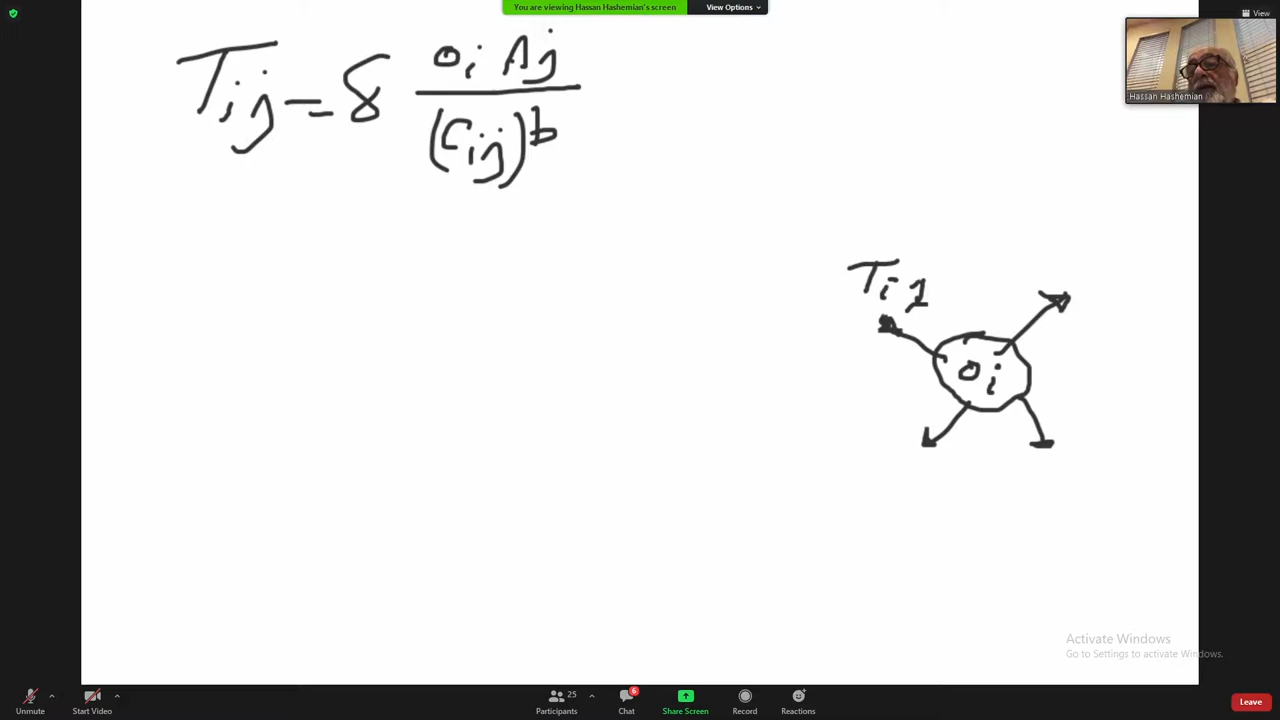 You are viewing Hassan Hashemian's screen
View Options
View
Hassan Hashemian
Tij = 8 oi Aj / (Cij)^b
Ti1
oi
Activate Windows
Go to Settings to activate Windows.
Unmute
Start Video
25
Participants
6
Chat
Share Screen
Record
Reactions
Leave